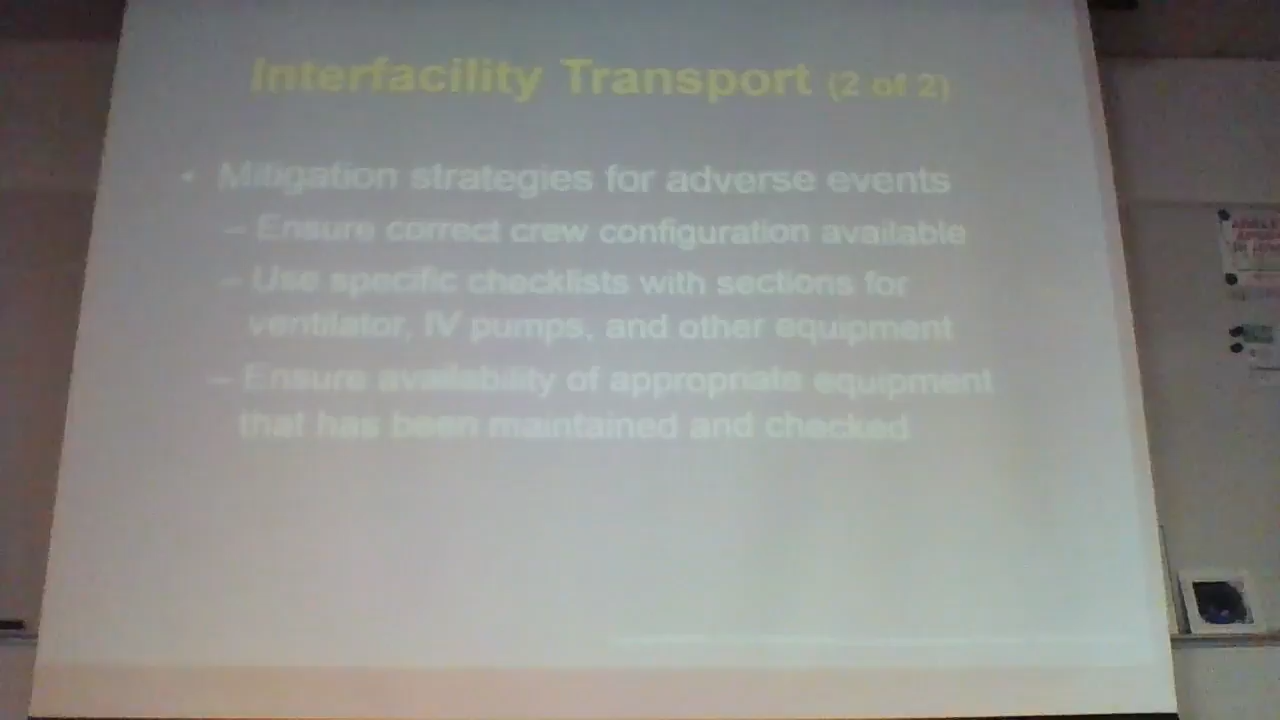 Interfacility Transport (2 of 2)
• Mitigation strategies for adverse events
– Ensure correct crew configuration available
– Use specific checklists with sections for
ventilator, IV pumps, and other equipment
– Ensure availability of appropriate equipment
that has been maintained and checked